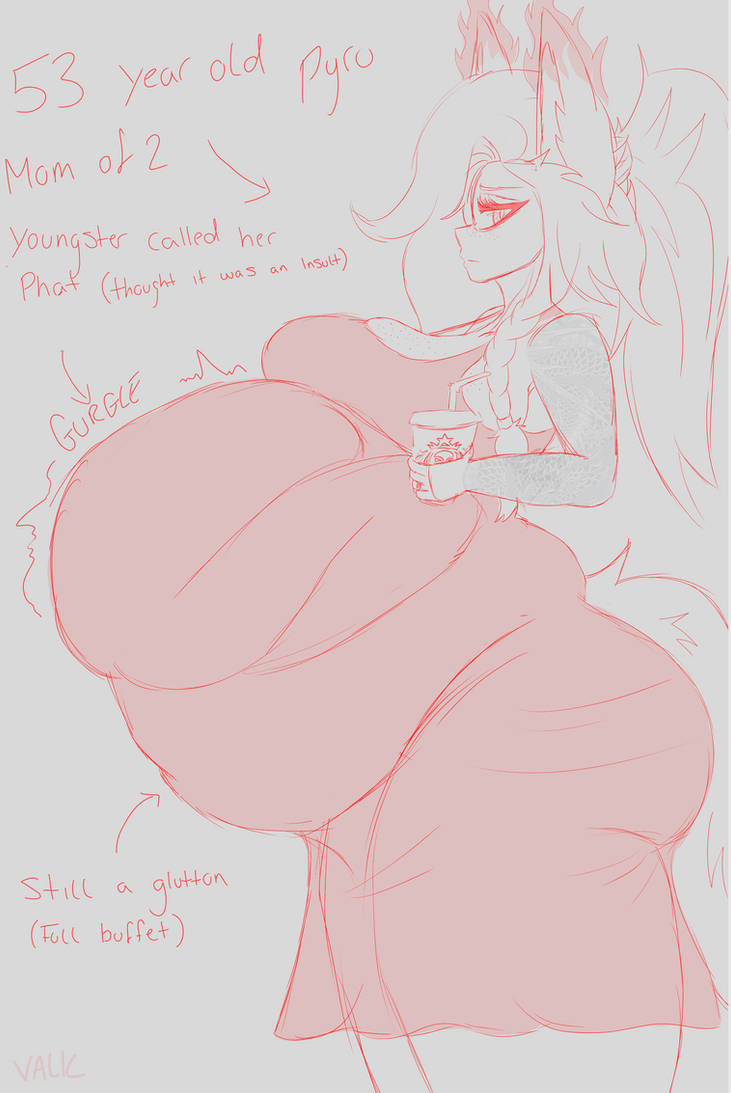 53 year old pyro
Mom of 2
Youngster called her
Phat (thought it was an insult)
GURGLE
Still a glutton
(Full buffet)
VALK